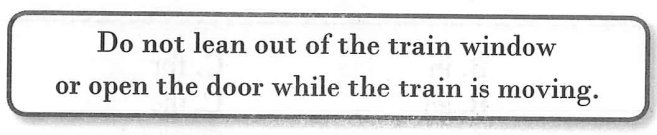 Do not lean out of the train window
or open the door while the train is moving.